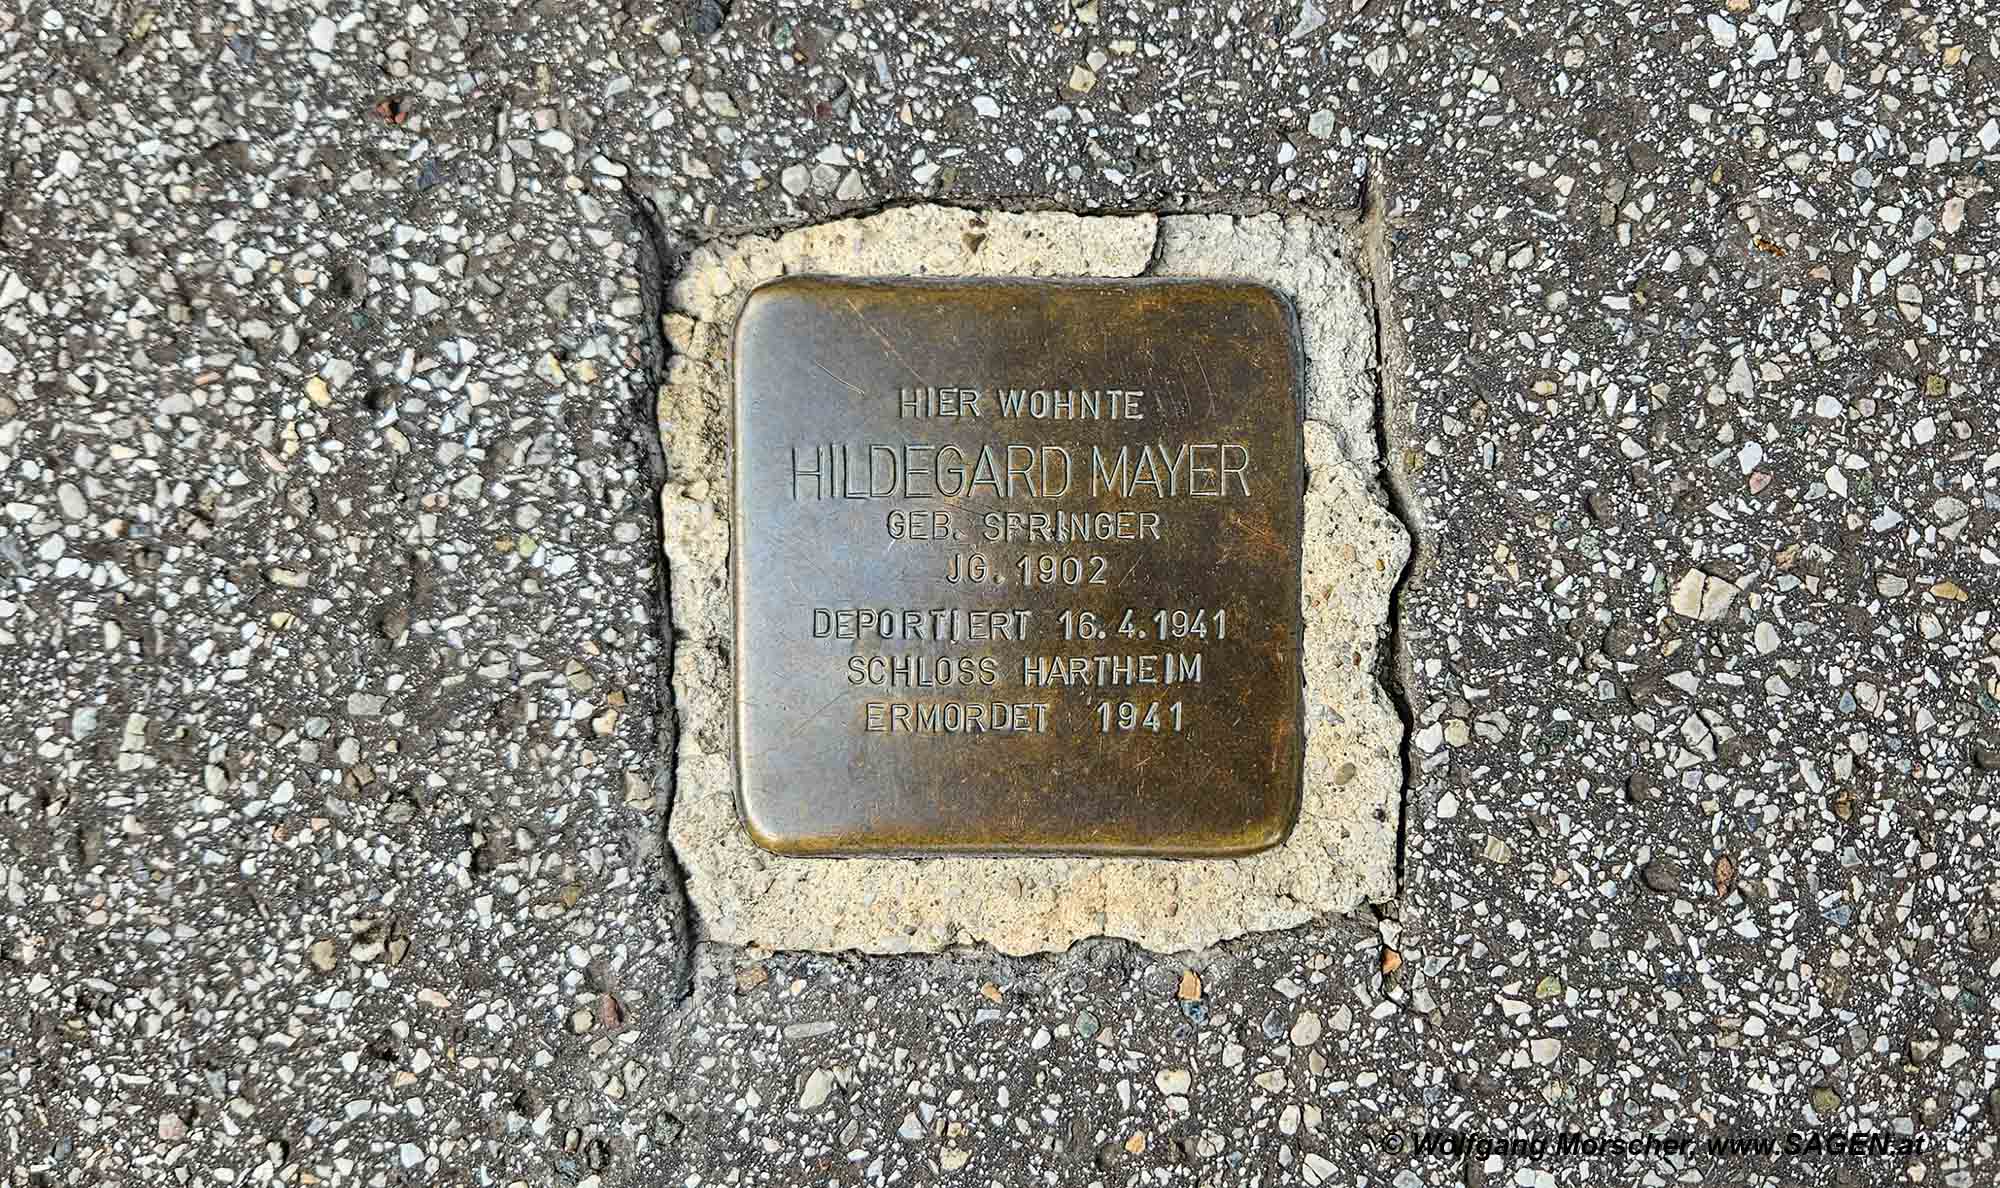 HIER WOHNTE
HILDEGARD MAYER
GEB. SPRINGER
JG. 1902
DEPORTIERT 16.4.1941
SCHLOSS HARTHEIM
ERMORDET 1941
© Wolfgang Morscher, www.SAGEN.at